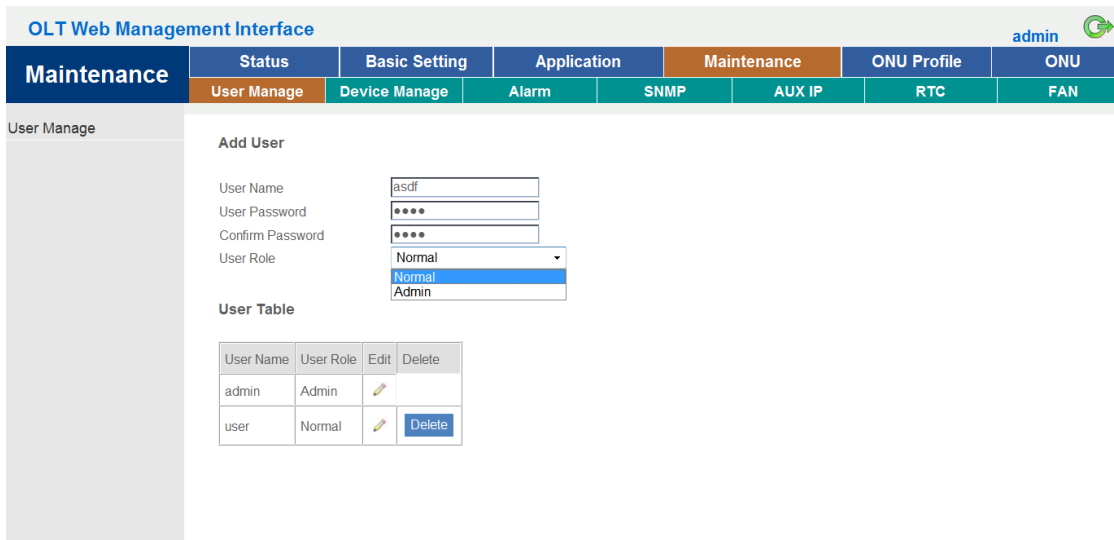 OLT Web Management Interface
admin
Maintenance
Status Basic Setting Application Maintenance ONU Profile ONU
User Manage Device Manage Alarm SNMP AUX IP RTC FAN
User Manage
Add User
User Name asdf
User Password ••••
Confirm Password ••••
User Role Normal
Normal
Admin
User Table
User Name User Role Edit Delete
admin Admin
user Normal Delete